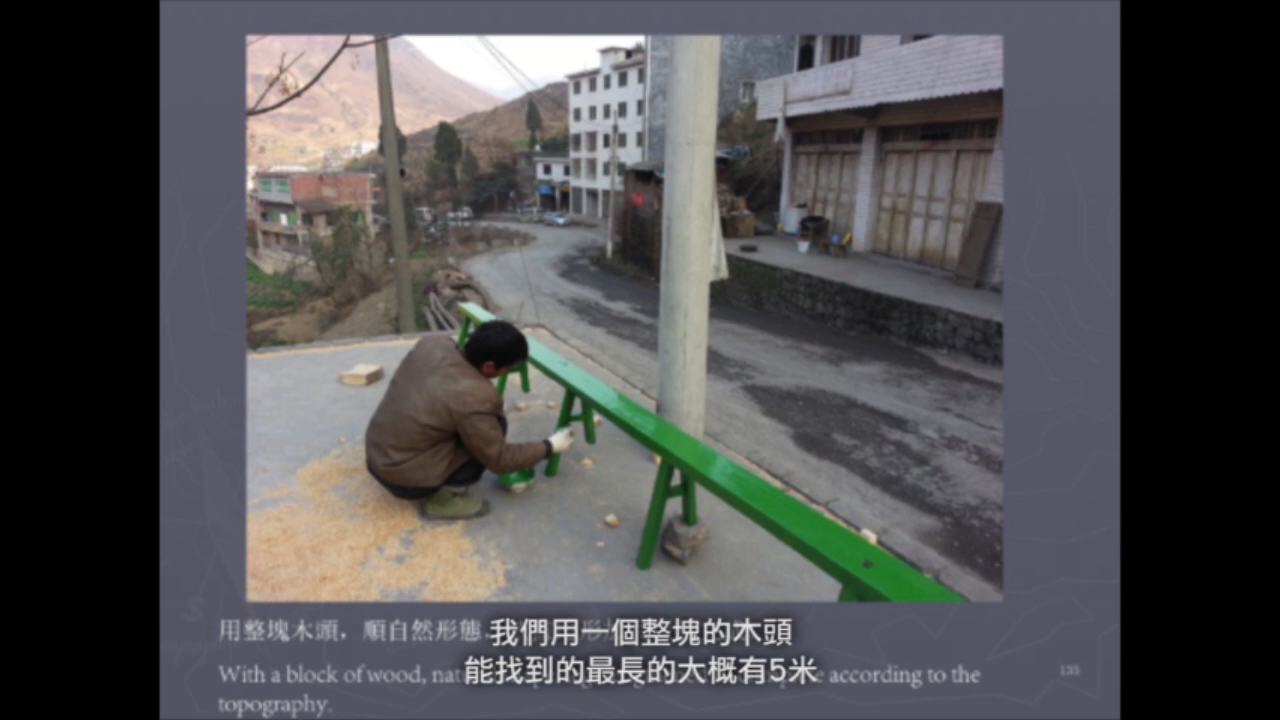 用整塊木頭，順自然形態，
我們用一個整塊的木頭
With a block of wood, nat
能找到的最長的大概有5米
according to the
topography.
135